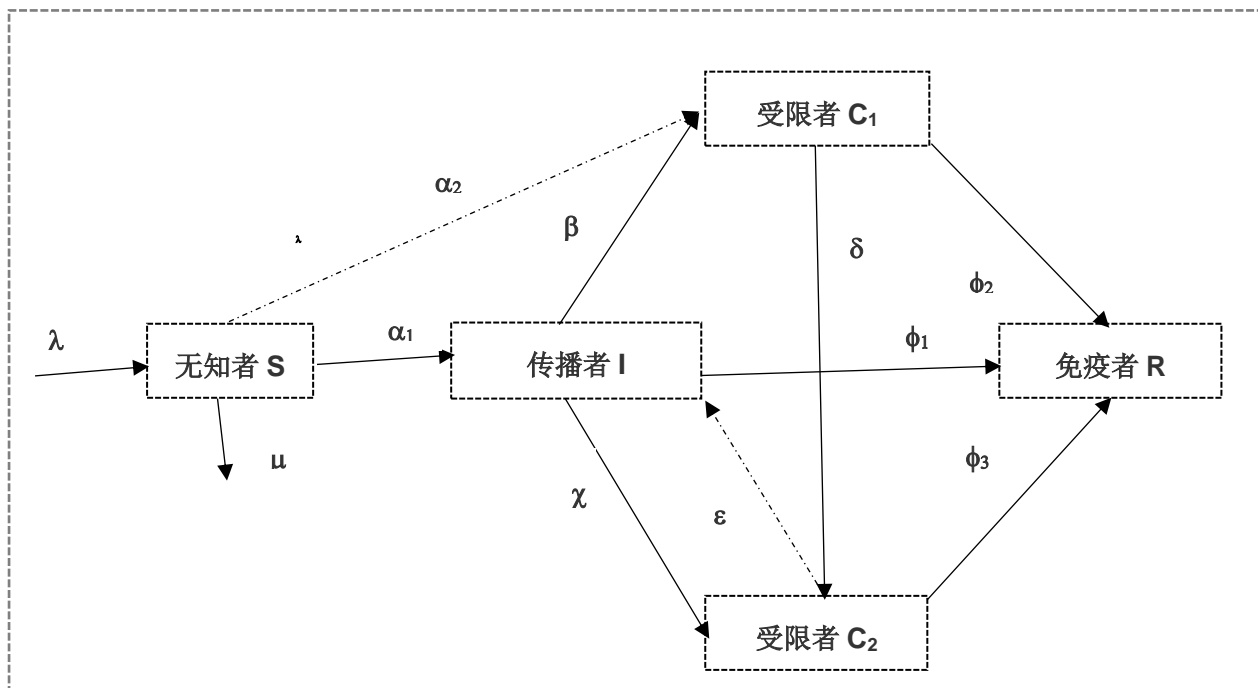 受限者 C₁
α₂
β
δ
λ
ϕ₂
λ
α₁
ϕ₁
无知者 S
传播者 I
免疫者 R
μ
χ
ε
ϕ₃
受限者 C₂